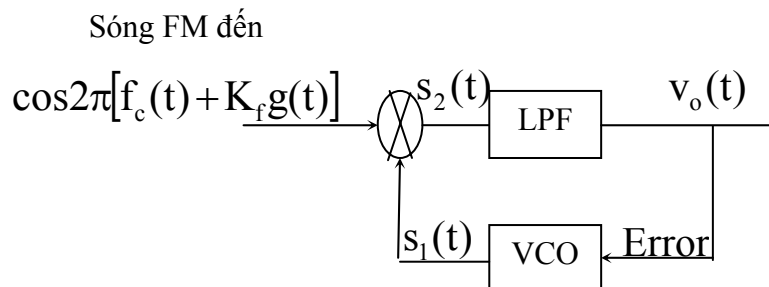 Sóng FM đến
cos2π[f_c(t) + K_f g(t)]
s_2(t)
LPF
v_o(t)
s_1(t)
VCO
Error